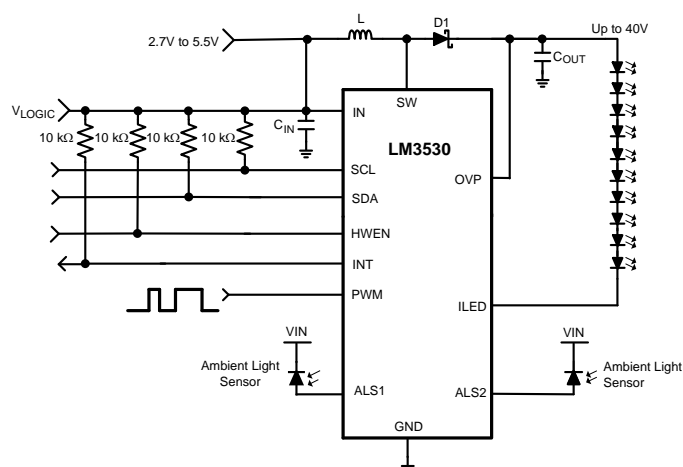 L
D1
2.7V to 5.5V
Up to 40V
COUT
SW
VLOGIC
IN
10 kΩ 10 kΩ 10 kΩ 10 kΩ
CIN
LM3530
SCL
OVP
SDA
HWEN
INT
PWM
ILED
VIN
VIN
Ambient Light
Sensor
Ambient Light
Sensor
ALS1
ALS2
GND